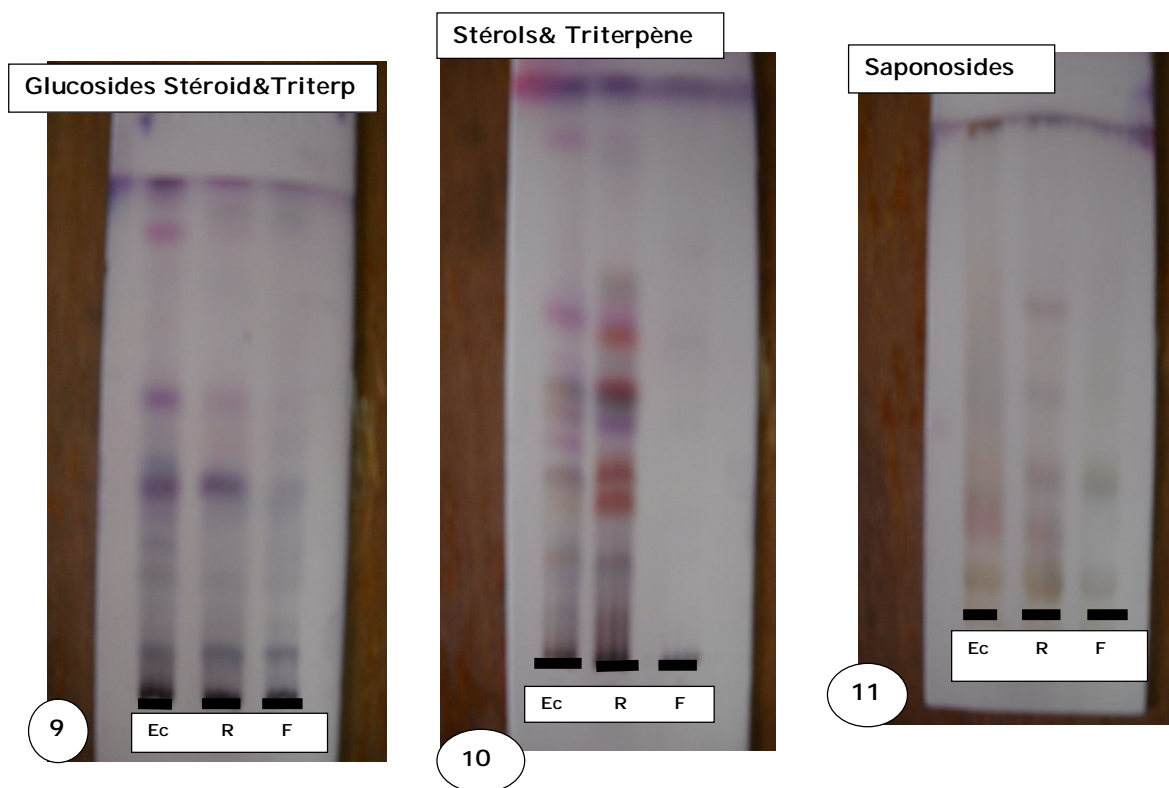 Glucosides Stéroid&Triterp
Stérols& Triterpène
Saponosides
Ec R F
9
Ec R F
10
Ec R F
11